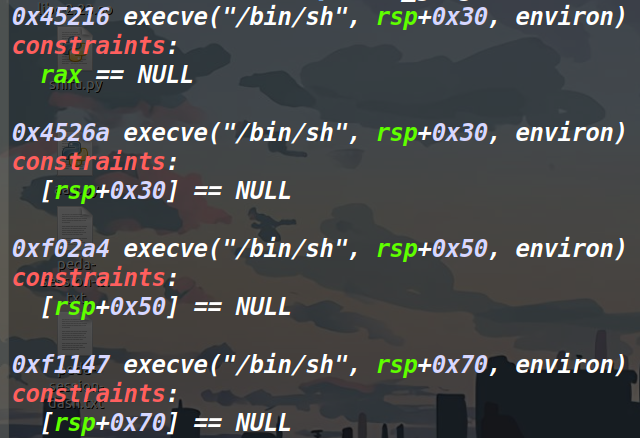 0x45216 execve("/bin/sh", rsp+0x30, environ)
constraints:
  rax == NULL
0x4526a execve("/bin/sh", rsp+0x30, environ)
constraints:
  [rsp+0x30] == NULL
0xf02a4 execve("/bin/sh", rsp+0x50, environ)
constraints:
  [rsp+0x50] == NULL
0xf1147 execve("/bin/sh", rsp+0x70, environ)
constraints:
  [rsp+0x70] == NULL